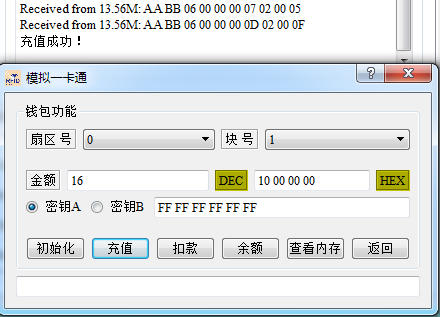 Received from 13.56M: AA BB 06 00 00 00 07 02 00 05
Received from 13.56M: AA BB 06 00 00 00 0D 02 00 0F
充值成功！
模拟一卡通
钱包功能
扇区 号 0 块 号 1
金额 16 DEC 10 00 00 00 HEX
密钥A 密钥B FF FF FF FF FF FF
初始化 充值 扣款 余额 查看内存 返回